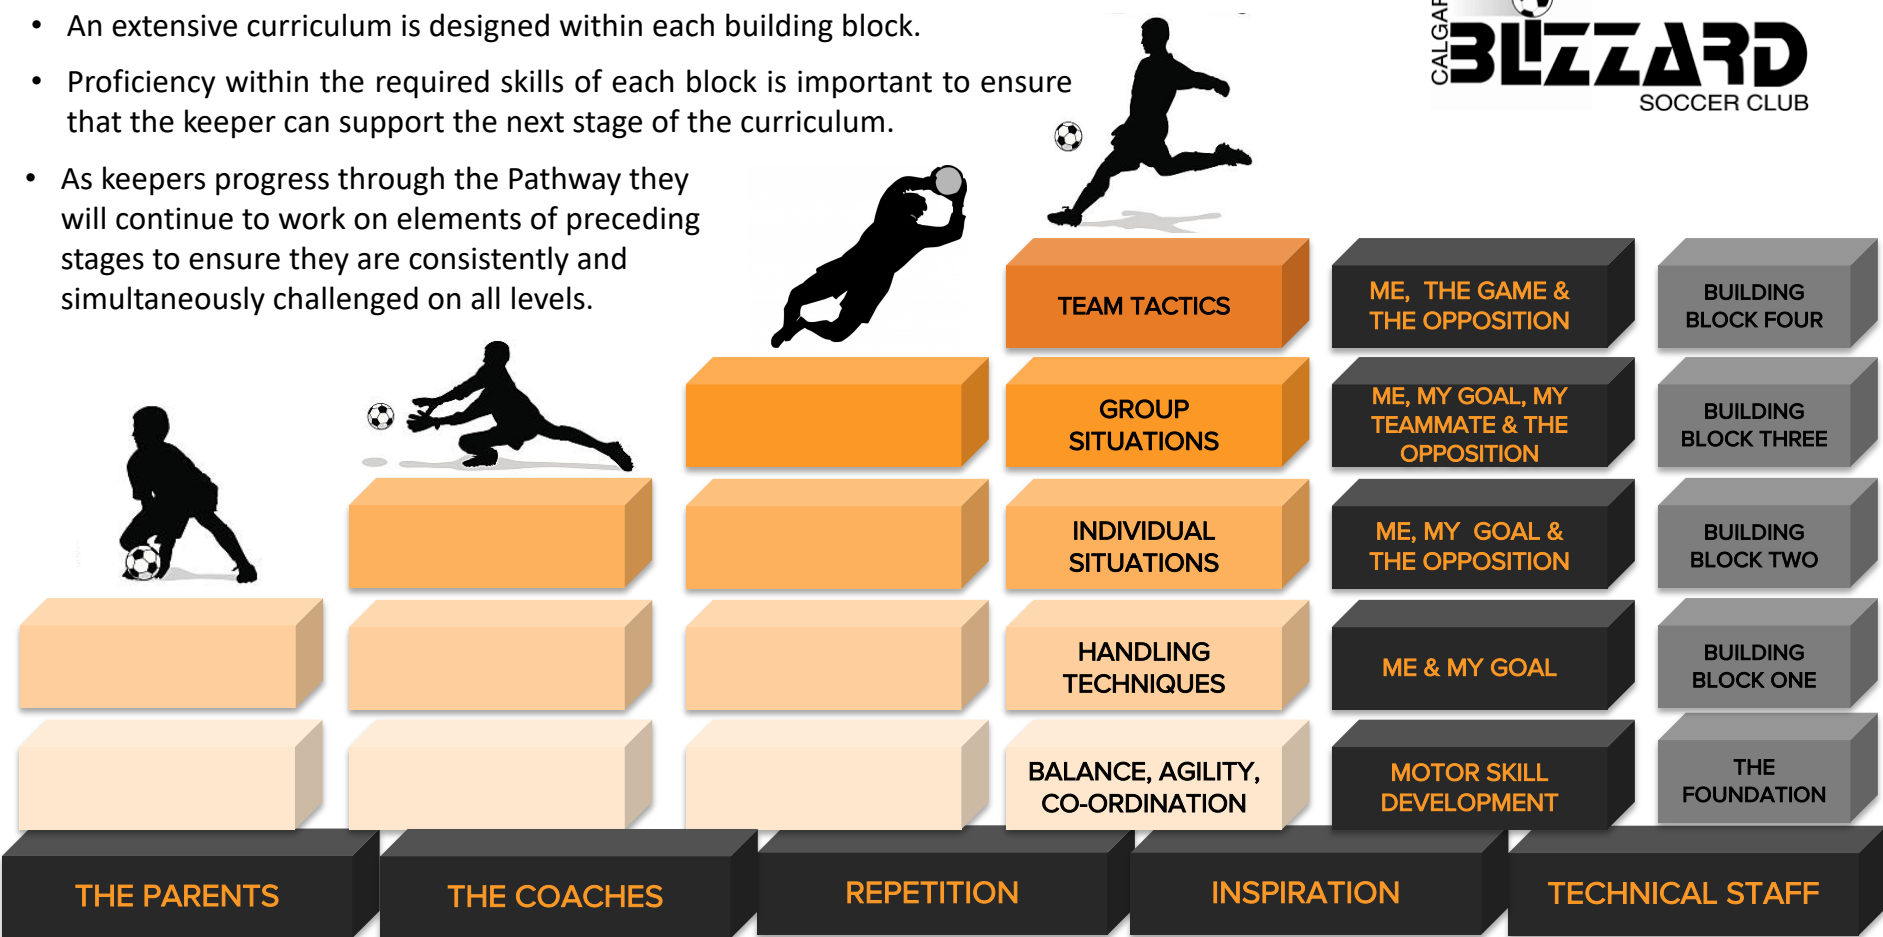 • An extensive curriculum is designed within each building block.
• Proficiency within the required skills of each block is important to ensure
that the keeper can support the next stage of the curriculum.
• As keepers progress through the Pathway they
will continue to work on elements of preceding
stages to ensure they are consistently and
simultaneously challenged on all levels.
BLIZZARD
SOCCER CLUB
TEAM TACTICS
ME, THE GAME &
THE OPPOSITION
BUILDING
BLOCK FOUR
GROUP
SITUATIONS
ME, MY GOAL, MY
TEAMMATE & THE
OPPOSITION
BUILDING
BLOCK THREE
INDIVIDUAL
SITUATIONS
ME, MY GOAL &
THE OPPOSITION
BUILDING
BLOCK TWO
HANDLING
TECHNIQUES
ME & MY GOAL
BUILDING
BLOCK ONE
BALANCE, AGILITY,
CO-ORDINATION
MOTOR SKILL
DEVELOPMENT
THE
FOUNDATION
THE PARENTS
THE COACHES
REPETITION
INSPIRATION
TECHNICAL STAFF